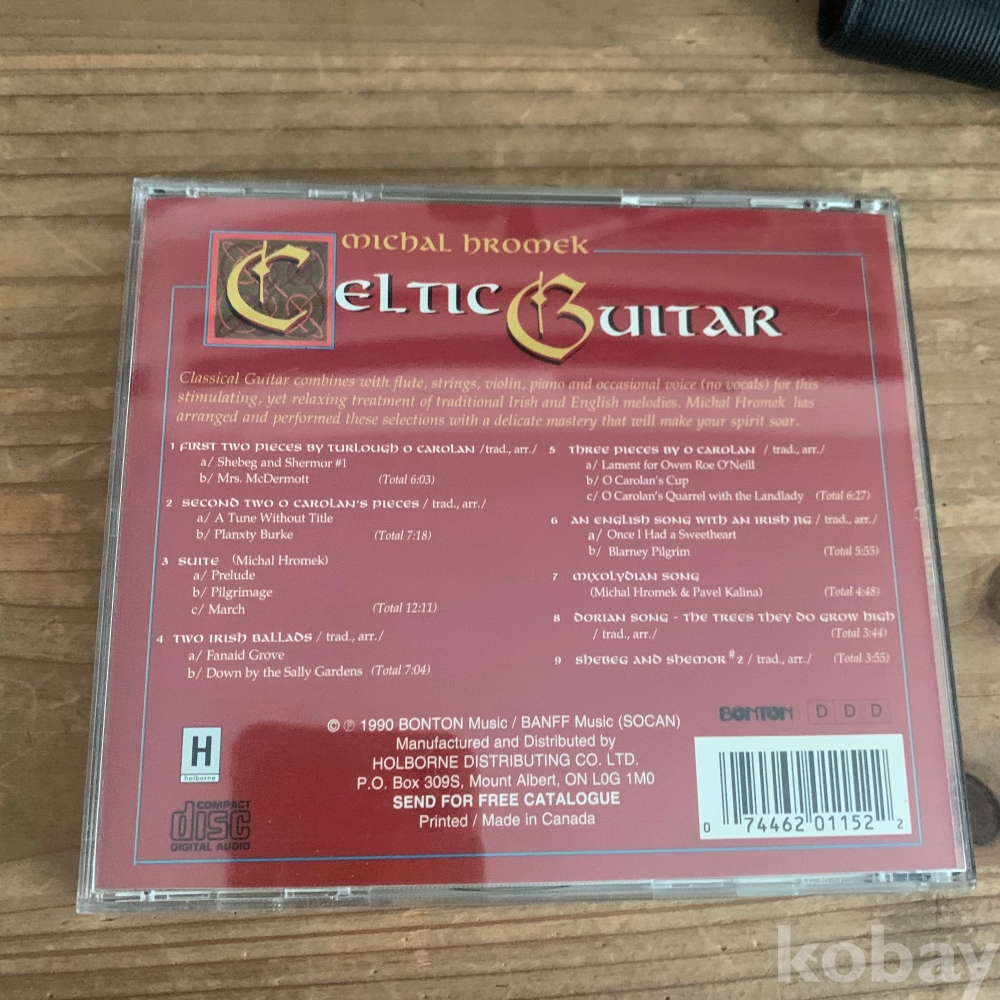 Michal Hromek
Celtic Guitar
Classical Guitar combines with flute, strings, violin, piano and occasional voice (no vocals) for this
stimulating, yet relaxing treatment of traditional Irish and English melodies. Michal Hromek has
arranged and performed these selections with a delicate mastery that will make your spirit soar.
1 First Two Pieces by Turlough O Carolan /trad., arr./
a/ Shebeg and Shermor #1
b/ Mrs. McDermott (Total 6:03)
2 Second Two O Carolan's Pieces / trad., arr./
a/ A Tune Without Title
b/ Planxty Burke (Total 7:18)
3 Suite (Michal Hromek)
a/ Prelude
b/ Pilgrimage
c/ March (Total 12:11)
4 Two Irish Ballads / trad., arr./
a/ Fanaid Grove
b/ Down by the Sally Gardens (Total 7:04)
5 Three Pieces by O Carolan / trad., arr./
a/ Lament for Owen Roe O'Neill
b/ O Carolan's Cup
c/ O Carolan's Quarrel with the Landlady (Total 6:27)
6 An English Song with an Irish Jig / trad., arr./
a/ Once I Had a Sweetheart
b/ Blarney Pilgrim (Total 5:55)
7 Mixolydian Song
(Michal Hromek & Pavel Kalina) (Total 4:48)
8 Dorian Song - The Trees They Do Grow High
/ trad., arr./ (Total 3:44)
9 Shebeg and Shemor #2 / trad., arr./ (Total 3:55)
© ℗ 1990 BONTON Music / BANFF Music (SOCAN)
Manufactured and Distributed by
HOLBORNE DISTRIBUTING CO. LTD.
P.O. Box 309S, Mount Albert, ON L0G 1M0
SEND FOR FREE CATALOGUE
Printed / Made in Canada
H
holborne
COMPACT
disc
DIGITAL AUDIO
BONTON D D D
0 74462 01152 2
kobay